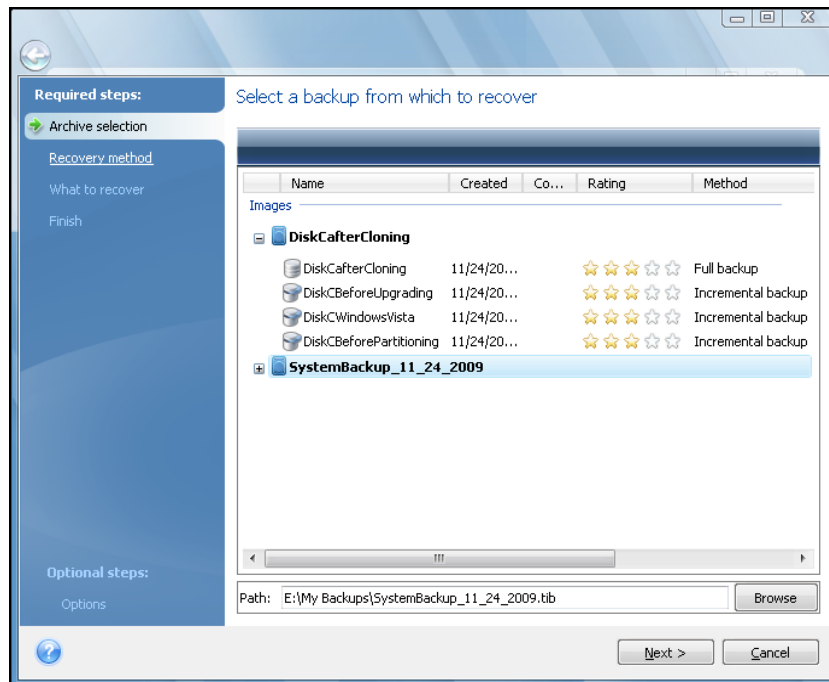 Required steps:
Archive selection
Recovery method
What to recover
Finish
Optional steps:
Options
Select a backup from which to recover
Name Created Co... Rating Method
Images
DiskCafterCloning
DiskCafterCloning 11/24/20... Full backup
DiskCBeforeUpgrading 11/24/20... Incremental backup
DiskCWindowsVista 11/24/20... Incremental backup
DiskCBeforePartitioning 11/24/20... Incremental backup
SystemBackup_11_24_2009
Path: E:\My Backups\SystemBackup_11_24_2009.tib Browse
Next > Cancel